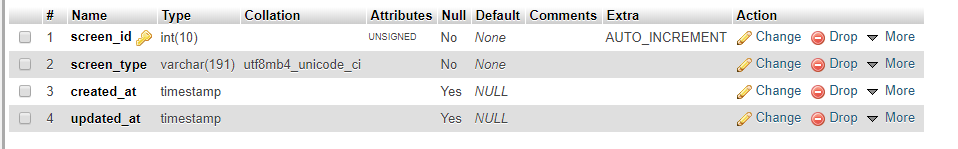 # Name Type Collation Attributes Null Default Comments Extra Action
1 screen_id int(10) UNSIGNED No None AUTO_INCREMENT Change Drop More
2 screen_type varchar(191) utf8mb4_unicode_ci No None Change Drop More
3 created_at timestamp Yes NULL Change Drop More
4 updated_at timestamp Yes NULL Change Drop More